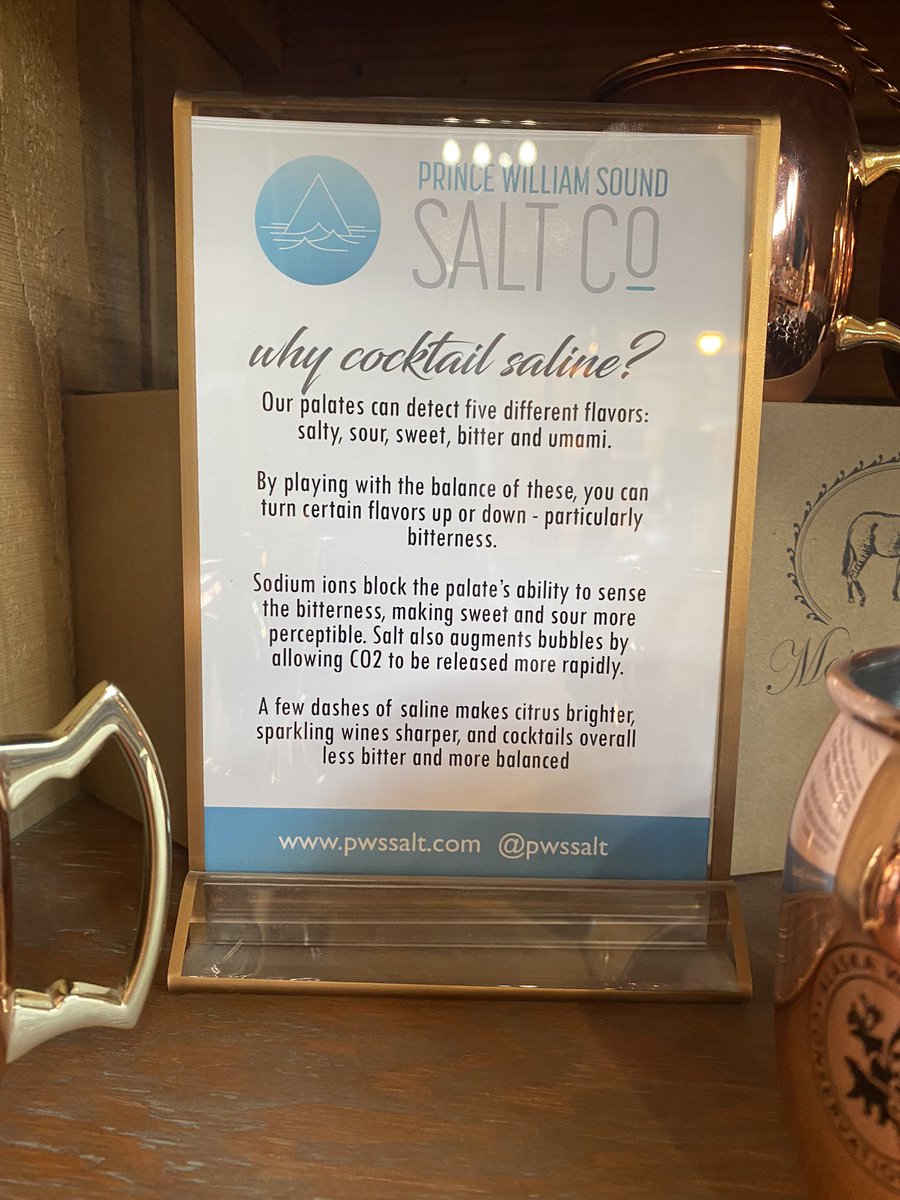 PRINCE WILLIAM SOUND
SALT CO
why cocktail saline?
Our palates can detect five different flavors:
salty, sour, sweet, bitter and umami.
By playing with the balance of these, you can
turn certain flavors up or down - particularly
bitterness.
Sodium ions block the palate's ability to sense
the bitterness, making sweet and sour more
perceptible. Salt also augments bubbles by
allowing CO2 to be released more rapidly.
A few dashes of saline makes citrus brighter,
sparkling wines sharper, and cocktails overall
less bitter and more balanced
www.pwssalt.com @pwssalt